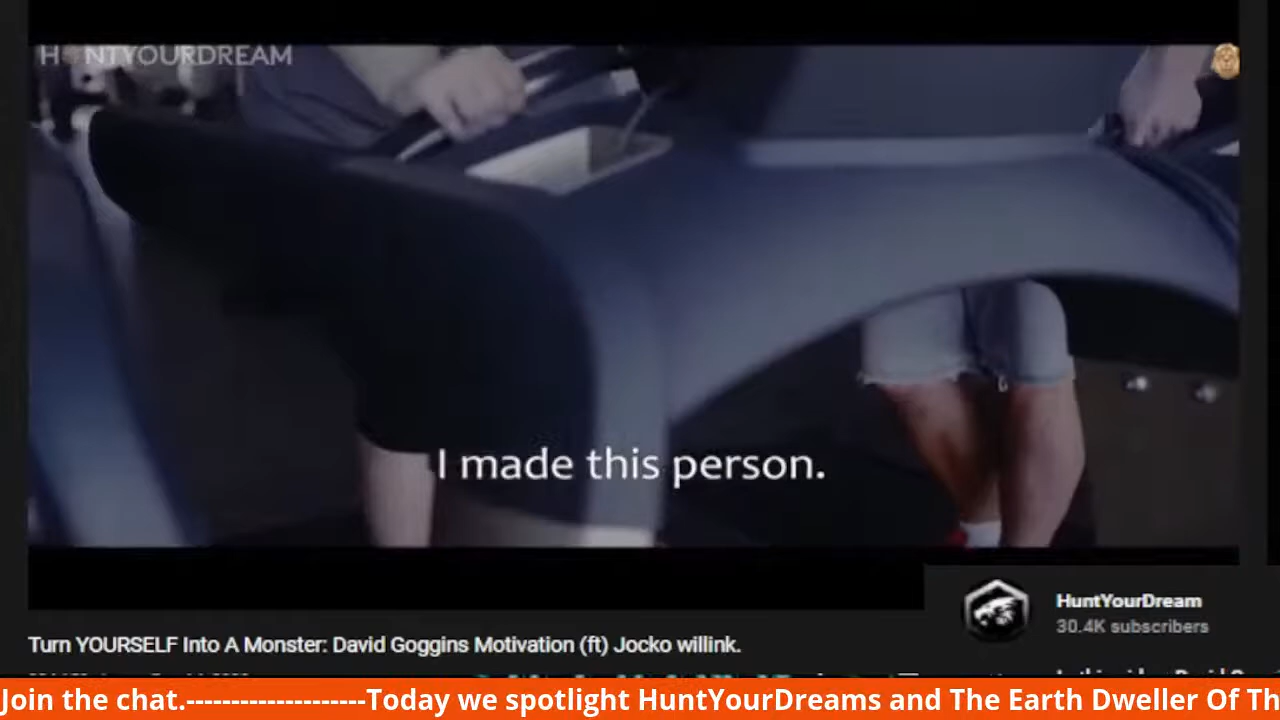 HUNTYOURDREAM
I made this person.
HuntYourDream
30.4K subscribers
Turn YOURSELF Into A Monster: David Goggins Motivation (ft) Jocko willink.
Join the chat.--------------------Today we spotlight HuntYourDreams and The Earth Dweller Of Th